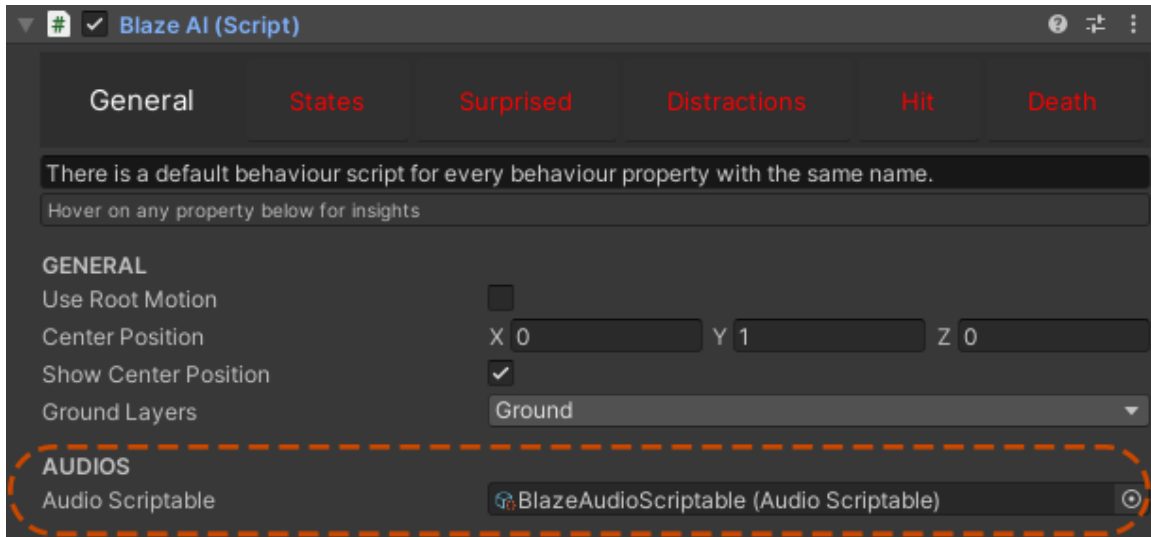 # Blaze AI (Script)
General States Surprised Distractions Hit Death
There is a default behaviour script for every behaviour property with the same name.
Hover on any property below for insights
GENERAL
Use Root Motion
Center Position X 0 Y 1 Z 0
Show Center Position
Ground Layers Ground
AUDIOS
Audio Scriptable BlazeAudioScriptable (Audio Scriptable)